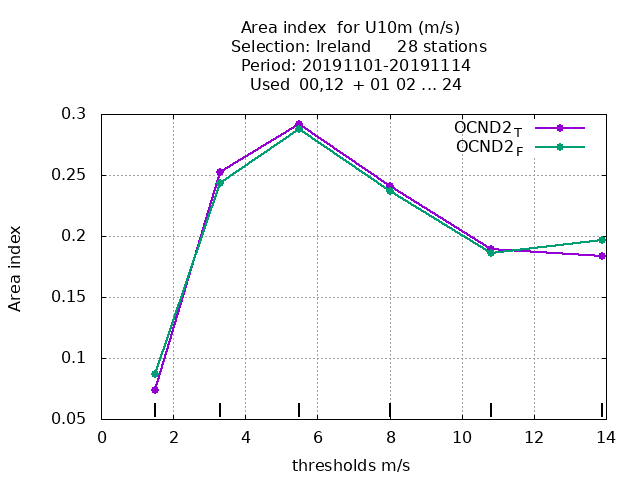 Area index  for U10m (m/s)
Selection: Ireland     28 stations
Period: 20191101-20191114
Used  00,12  + 01 02 ... 24
OCND2T
OCND2F
0.3
0.25
0.2
0.15
0.1
0.05
Area index
0 2 4 6 8 10 12 14
thresholds m/s